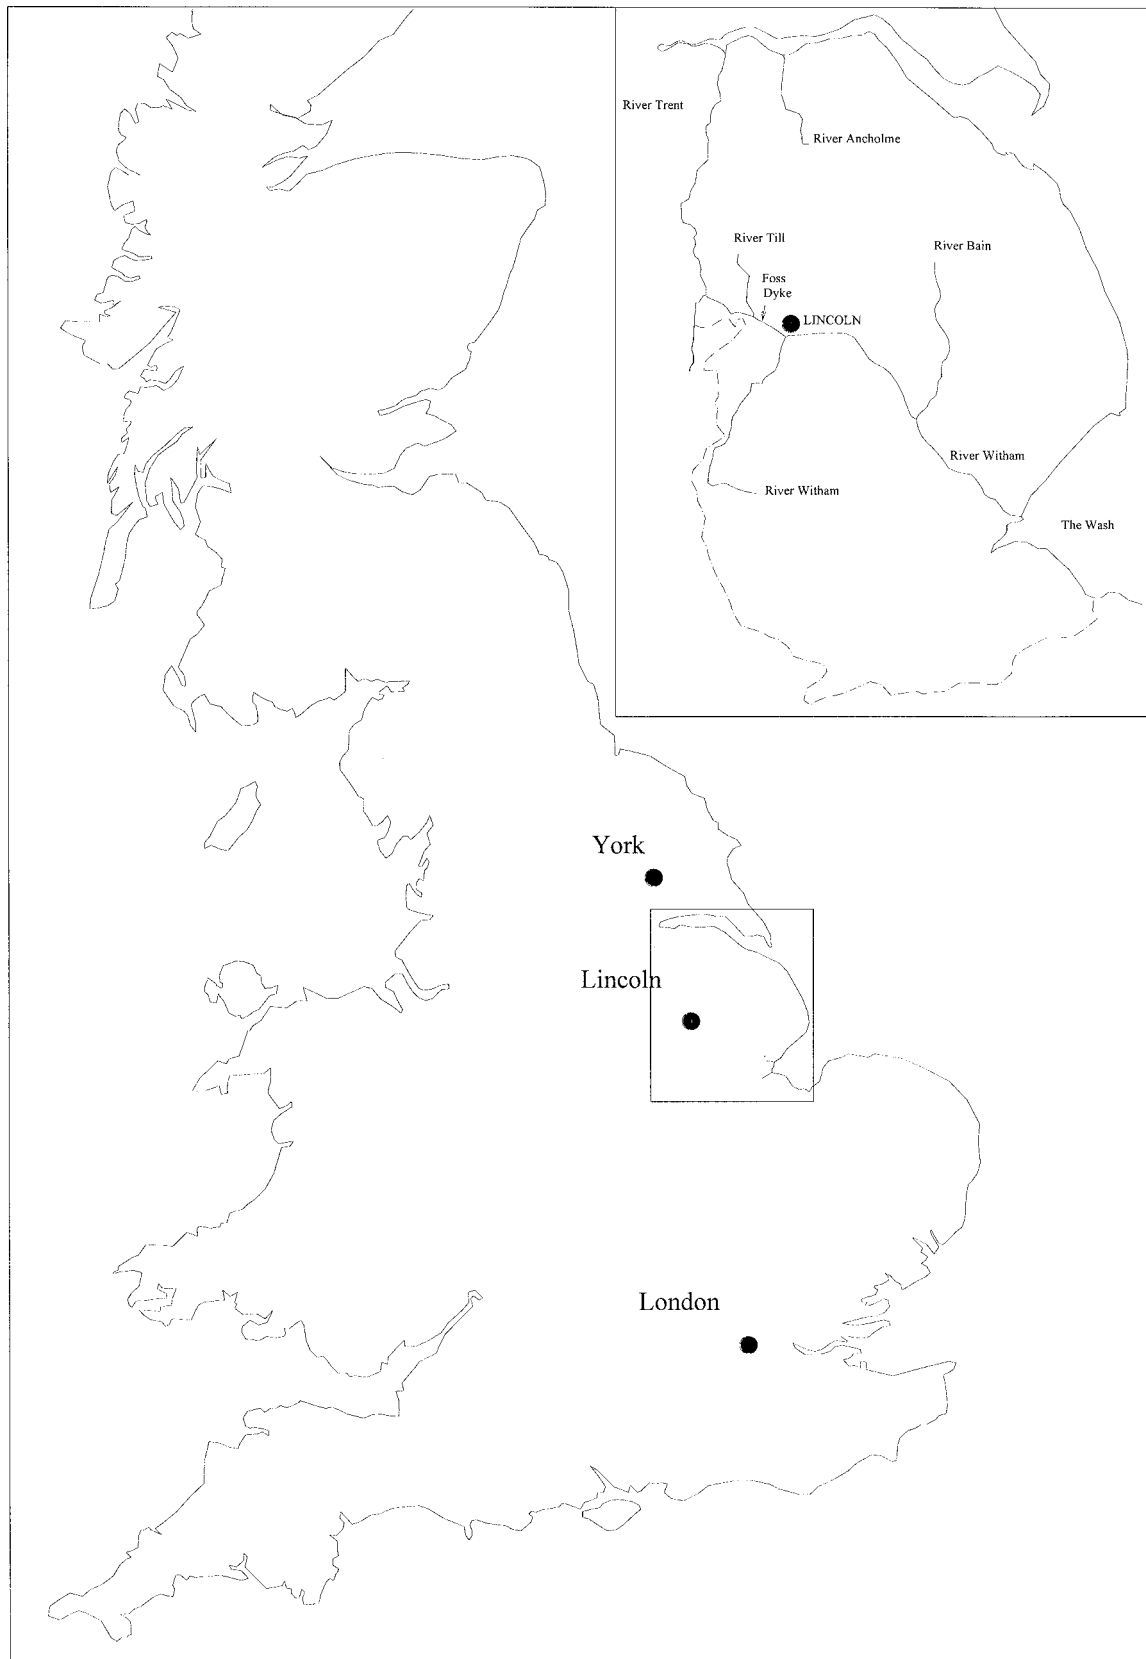 River Trent
River Ancholme
River Till
River Bain
Foss
Dyke
LINCOLN
River Witham
River Witham
The Wash
York
Lincoln
London